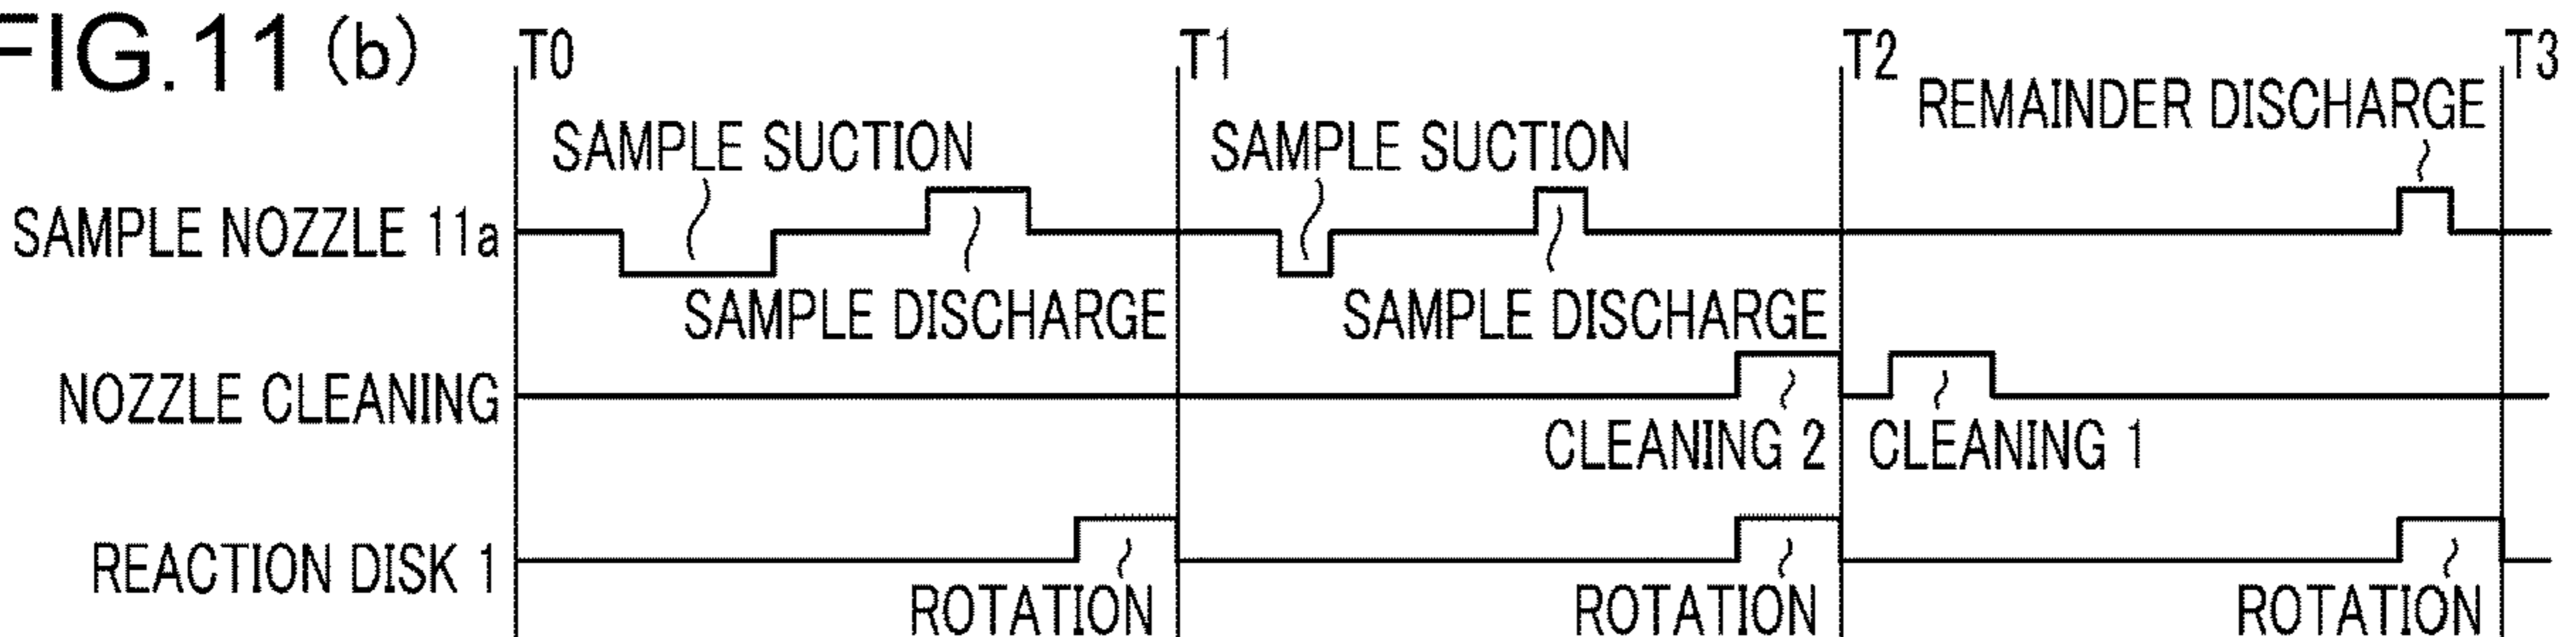 FIG.11 (b)
T0
T1
T2
T3
REMAINDER DISCHARGE
SAMPLE SUCTION
SAMPLE SUCTION
SAMPLE NOZZLE 11a
SAMPLE DISCHARGE
SAMPLE DISCHARGE
NOZZLE CLEANING
CLEANING 2
CLEANING 1
REACTION DISK 1
ROTATION
ROTATION
ROTATION